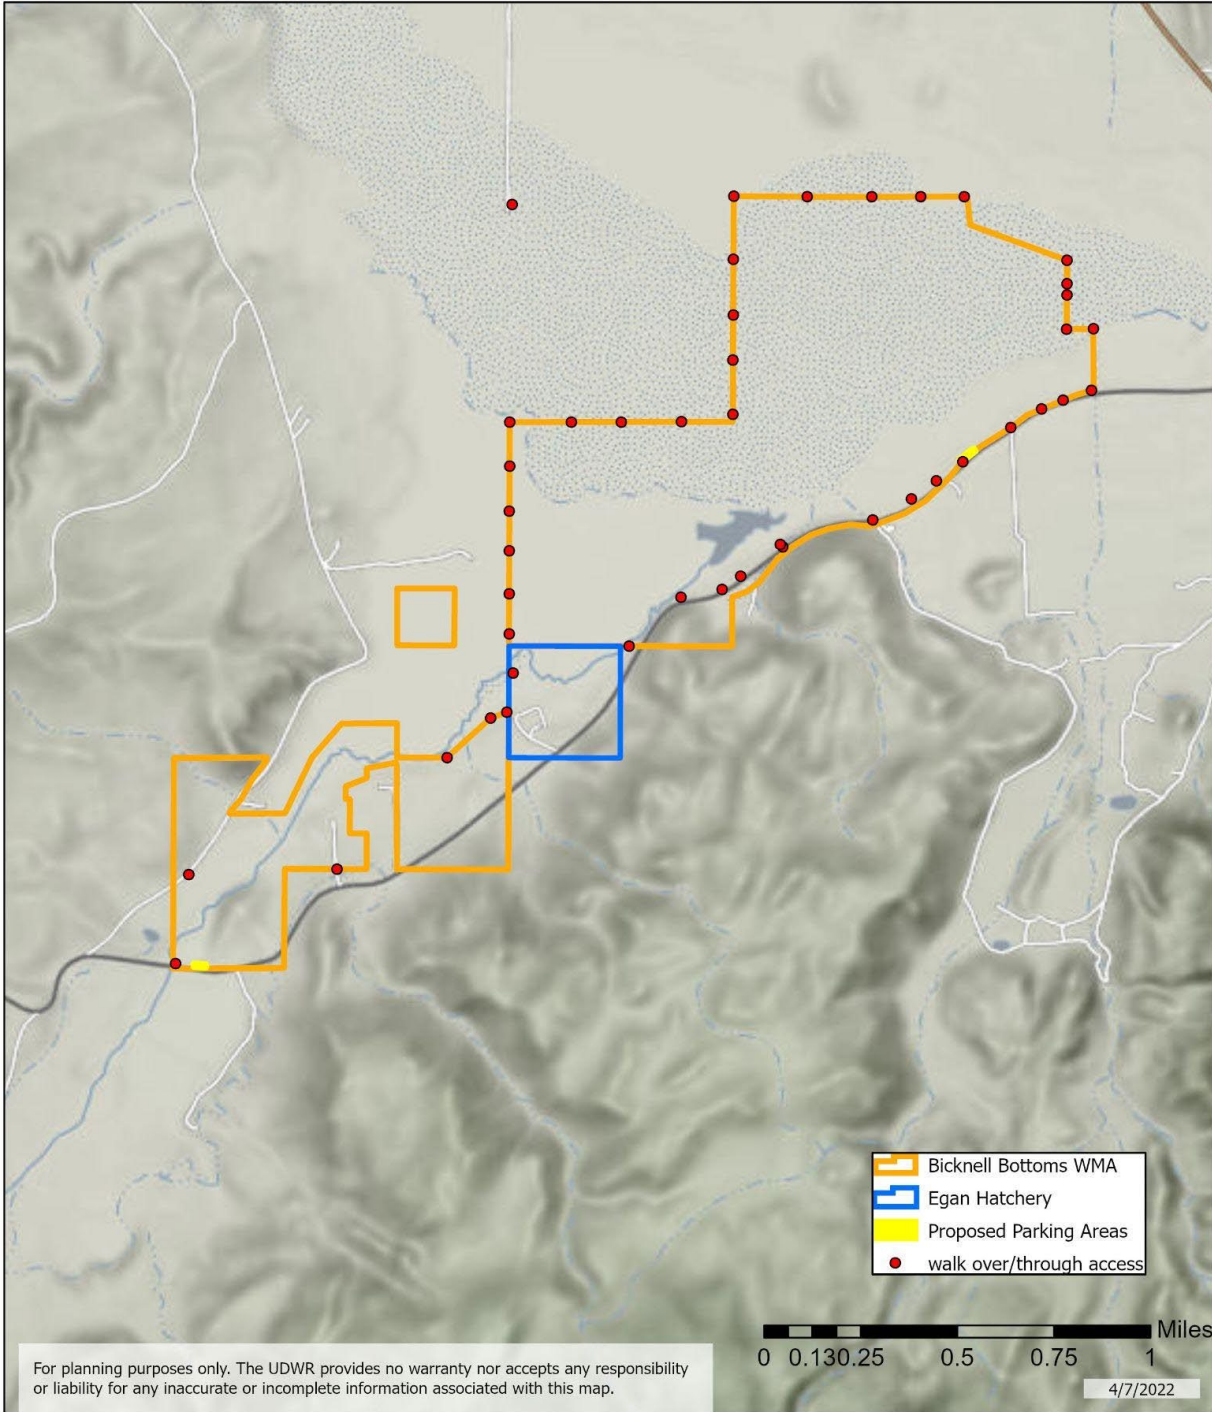 Bicknell Bottoms WMA
Egan Hatchery
Proposed Parking Areas
walk over/through access
Miles
0 0.130.25 0.5 0.75 1
For planning purposes only. The UDWR provides no warranty nor accepts any responsibility
or liability for any inaccurate or incomplete information associated with this map.
4/7/2022